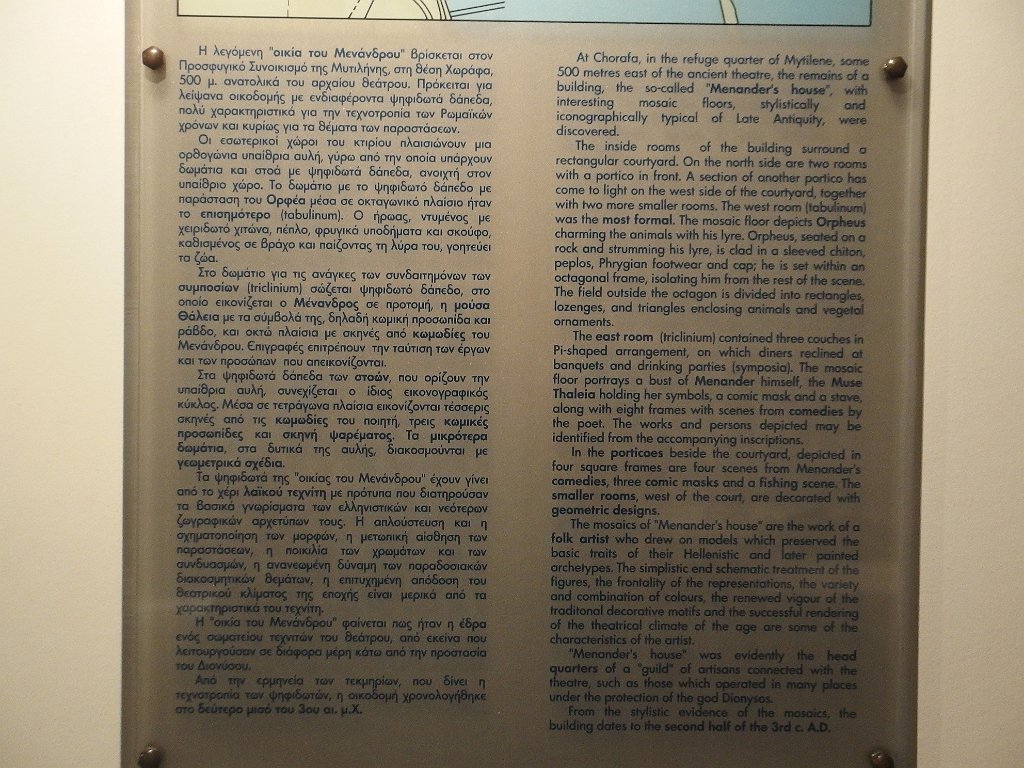 Η λεγόμενη "οικία του Μενάνδρου" βρίσκεται στον
Προσφυγικό Συνοικισμό της Μυτιλήνης, στη θέση Χωράφα,
500 μ. ανατολικά του αρχαίου θεάτρου. Πρόκειται για
λείψανα οικοδομής με ενδιαφέροντα ψηφιδωτά δάπεδα,
πολύ χαρακτηριστικά για την τεχνοτροπία των Ρωμαϊκών
χρόνων και κυρίως για τα θέματα των παραστάσεων.
Οι εσωτερικοί χώροι του κτιρίου πλαισιώνουν μια
ορθογώνια υπαίθρια αυλή, γύρω από την οποία υπάρχουν
δωμάτια και στοά με ψηφιδωτά δάπεδα, ανοιχτή στον
υπαίθριο χώρο. Το δωμάτιο με το ψηφιδωτό δάπεδο με
παράσταση του Ορφέα μέσα σε οκταγωνικό πλαίσιο ήταν
το επισημότερο (tabulinum). Ο ήρωας, ντυμένος με
χειριδωτό χιτώνα, πέπλο, φρυγικά υποδήματα και σκούφο,
καθισμένος σε βράχο και παίζοντας τη λύρα του, γοητεύει
τα ζώα.
Στο δωμάτιο για τις ανάγκες των συνδαιτημόνων των
συμποσίων (triclinium) σώζεται ψηφιδωτό δάπεδο, στο
οποίο εικονίζεται ο Μένανδρος σε προτομή, η μούσα
Θάλεια με τα σύμβολά της, δηλαδή κωμική προσωπίδα και
ράβδο, και οκτώ πλαίσια με σκηνές από κωμωδίες του
Μενάνδρου. Επιγραφές επιτρέπουν την ταύτιση των έργων
και των προσώπων που απεικονίζονται.
Στα ψηφιδωτά δάπεδα των στοών, που ορίζουν την
υπαίθρια αυλή, συνεχίζεται ο ίδιος εικονογραφικός
κύκλος. Μέσα σε τετράγωνα πλαίσια εικονίζονται τέσσερις
σκηνές από τις κωμωδίες του ποιητή, τρεις κωμικές
προσωπίδες και σκηνή ψαρέματος. Τα μικρότερα
δωμάτια, στα δυτικά της αυλής, διακοσμούνται με
γεωμετρικά σχέδια.
Τα ψηφιδωτά της "οικίας του Μενάνδρου" έχουν γίνει
από το χέρι λαϊκού τεχνίτη με πρότυπα που διατηρούσαν
τα βασικά γνωρίσματα των ελληνιστικών και νεότερων
ζωγραφικών αρχετύπων τους. Η απλούστευση και η
σχηματοποίηση των μορφών, η μετωπική αίσθηση των
παραστάσεων, η ποικιλία των χρωμάτων και των
συνδυασμών, η ανανεωμένη δύναμη των παραδοσιακών
διακοσμητικών θεμάτων, η επιτυχημένη απόδοση του
θεατρικού κλίματος της εποχής είναι μερικά από τα
χαρακτηριστικά του τεχνίτη.
Η "οικία του Μενάνδρου" φαίνεται πως ήταν η έδρα
ενός σωματείου τεχνιτών του θεάτρου, από εκείνα που
λειτουργούσαν σε διάφορα μέρη κάτω από την προστασία
του Διονύσου.
Από την ερμηνεία των τεκμηρίων, που δίνει η
τεχνοτροπία των ψηφιδωτών, η οικοδομή χρονολογήθηκε
στο δεύτερο μισό του 3ου αι. μ.Χ.
At Chorafa, in the refuge quarter of Mytilene, some
500 metres east of the ancient theatre, the remains of a
building, the so-called "Menander's house", with
interesting mosaic floors, stylistically and
iconographically typical of Late Antiquity, were
discovered.
The inside rooms of the building surround a
rectangular courtyard. On the north side are two rooms
with a portico in front. A section of another portico has
come to light on the west side of the courtyard, together
with two more smaller rooms. The west room (tabulinum)
was the most formal. The mosaic floor depicts Orpheus
charming the animals with his lyre. Orpheus, seated on a
rock and strumming his lyre, is clad in a sleeved chiton,
peplos, Phrygian footwear and cap; he is set within an
octagonal frame, isolating him from the rest of the scene.
The field outside the octagon is divided into rectangles,
lozenges, and triangles enclosing animals and vegetal
ornaments.
The east room (triclinium) contained three couches in
Pi-shaped arrangement, on which diners reclined at
banquets and drinking parties (symposia). The mosaic
floor portrays a bust of Menander himself, the Muse
Thaleia holding her symbols, a comic mask and a stave,
along with eight frames with scenes from comedies by
the poet. The works and persons depicted may be
identified from the accompanying inscriptions.
In the porticoes beside the courtyard, depicted in
four square frames are four scenes from Menander's
comedies, three comic masks and a fishing scene. The
smaller rooms, west of the court, are decorated with
geometric designs.
The mosaics of "Menander's house" are the work of a
folk artist who drew on models which preserved the
basic traits of their Hellenistic and later painted
archetypes. The simplistic end schematic treatment of the
figures, the frontality of the representations, the variety
and combination of colours, the renewed vigour of the
traditonal decorative motifs and the successful rendering
of the theatrical climate of the age are some of the
characteristics of the artist.
"Menander's house" was evidently the head
quarters of a "guild" of artisans connected with the
theatre, such as those which operated in many places
under the protection of the god Dionysos.
From the stylistic evidence of the mosaics, the
building dates to the second half of the 3rd c. A.D.